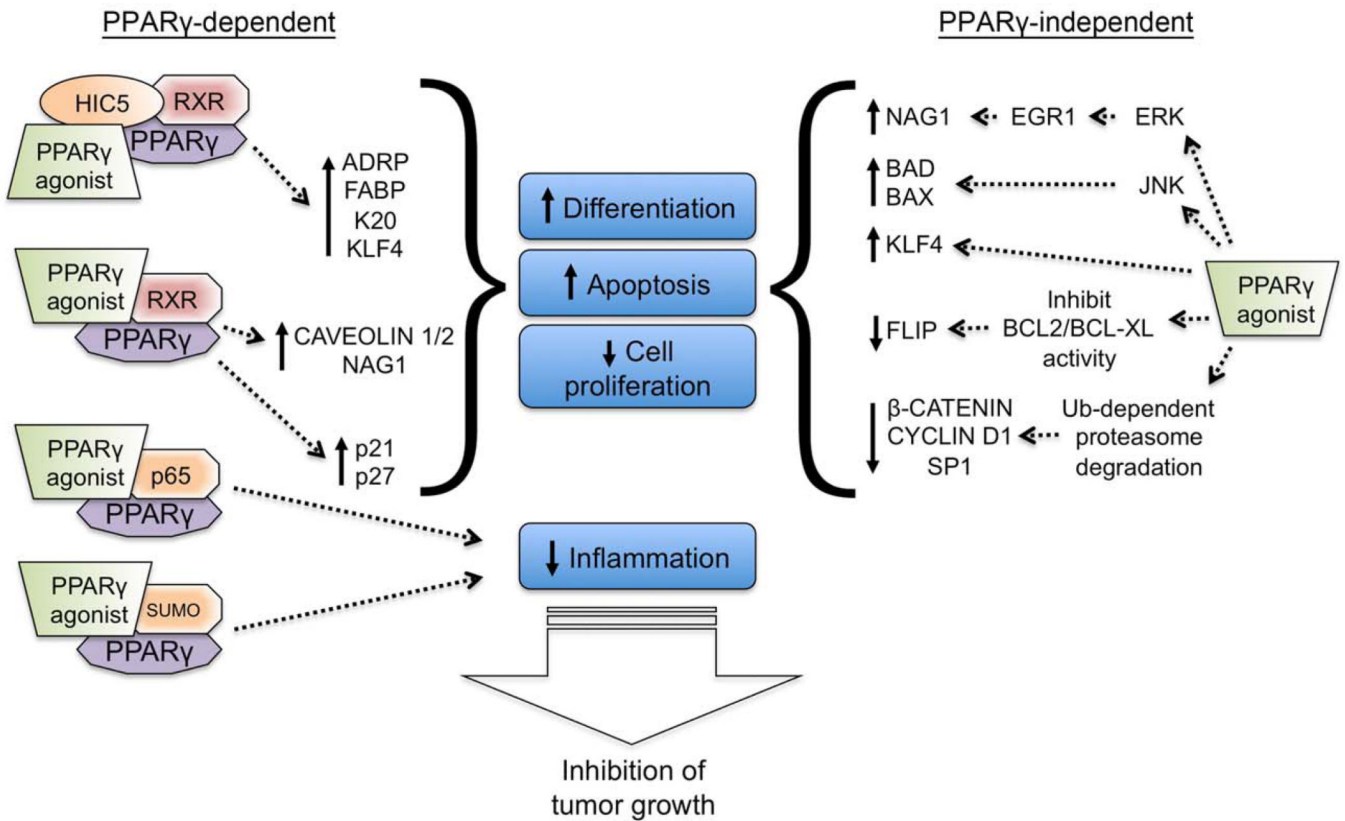 PPARγ-dependent
HIC5
RXR
PPARγ
PPARγ
agonist
ADRP
FABP
K20
KLF4
PPARγ
agonist
RXR
PPARγ
CAVEOLIN 1/2
NAG1
p21
p27
PPARγ
agonist
p65
PPARγ
PPARγ
agonist
SUMO
PPARγ
Differentiation
Apoptosis
Cell
proliferation
Inflammation
Inhibition of
tumor growth
PPARγ-independent
NAG1
EGR1
ERK
BAD
BAX
JNK
KLF4
PPARγ
agonist
FLIP
Inhibit
BCL2/BCL-XL
activity
β-CATENIN
CYCLIN D1
SP1
Ub-dependent
proteasome
degradation